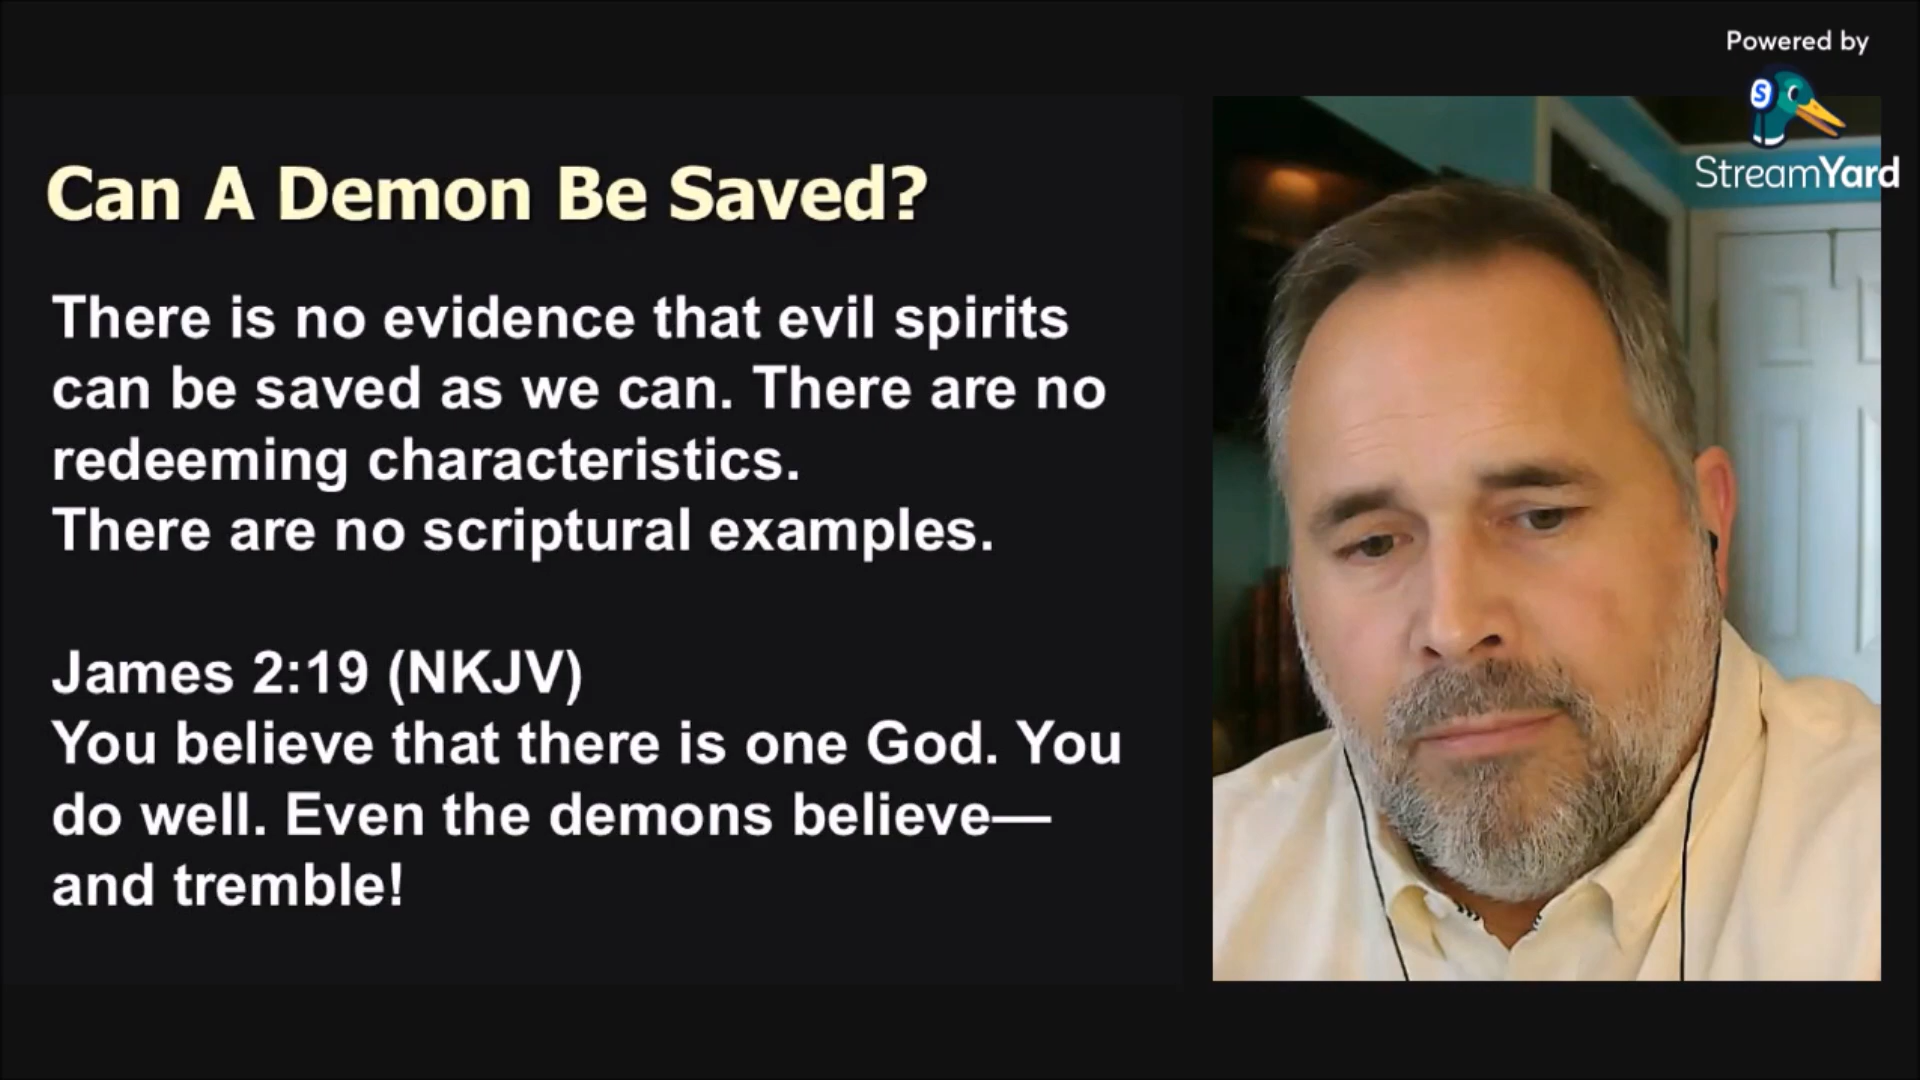 Powered by
StreamYard
Can A Demon Be Saved?
There is no evidence that evil spirits
can be saved as we can. There are no
redeeming characteristics.
There are no scriptural examples.
James 2:19 (NKJV)
You believe that there is one God. You
do well. Even the demons believe—
and tremble!